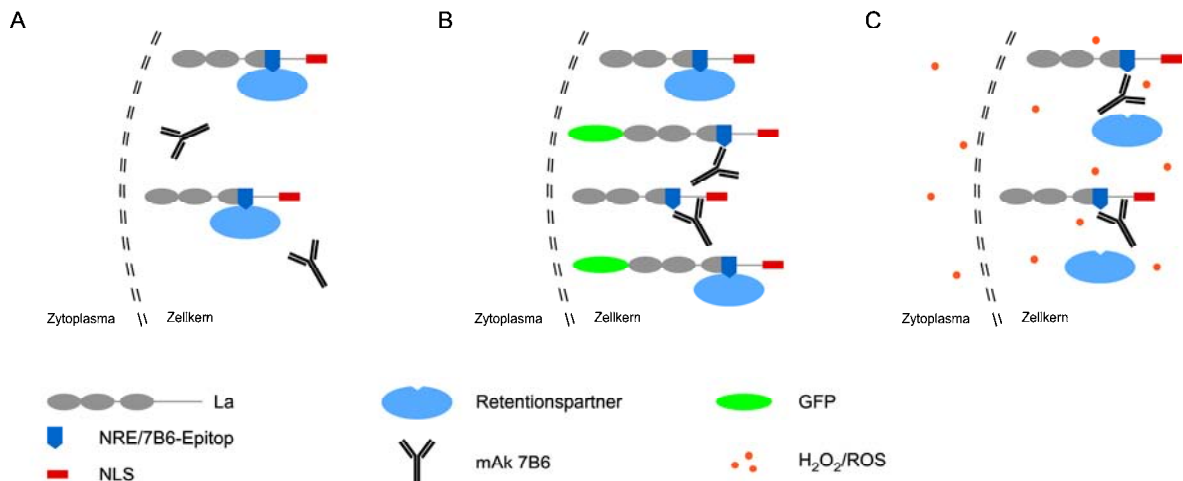 A
B
C
Zytoplasma
Zellkern
Zytoplasma
Zellkern
Zytoplasma
Zellkern
La
NRE/7B6-Epitop
NLS
Retentionspartner
mAk 7B6
GFP
H₂O₂/ROS